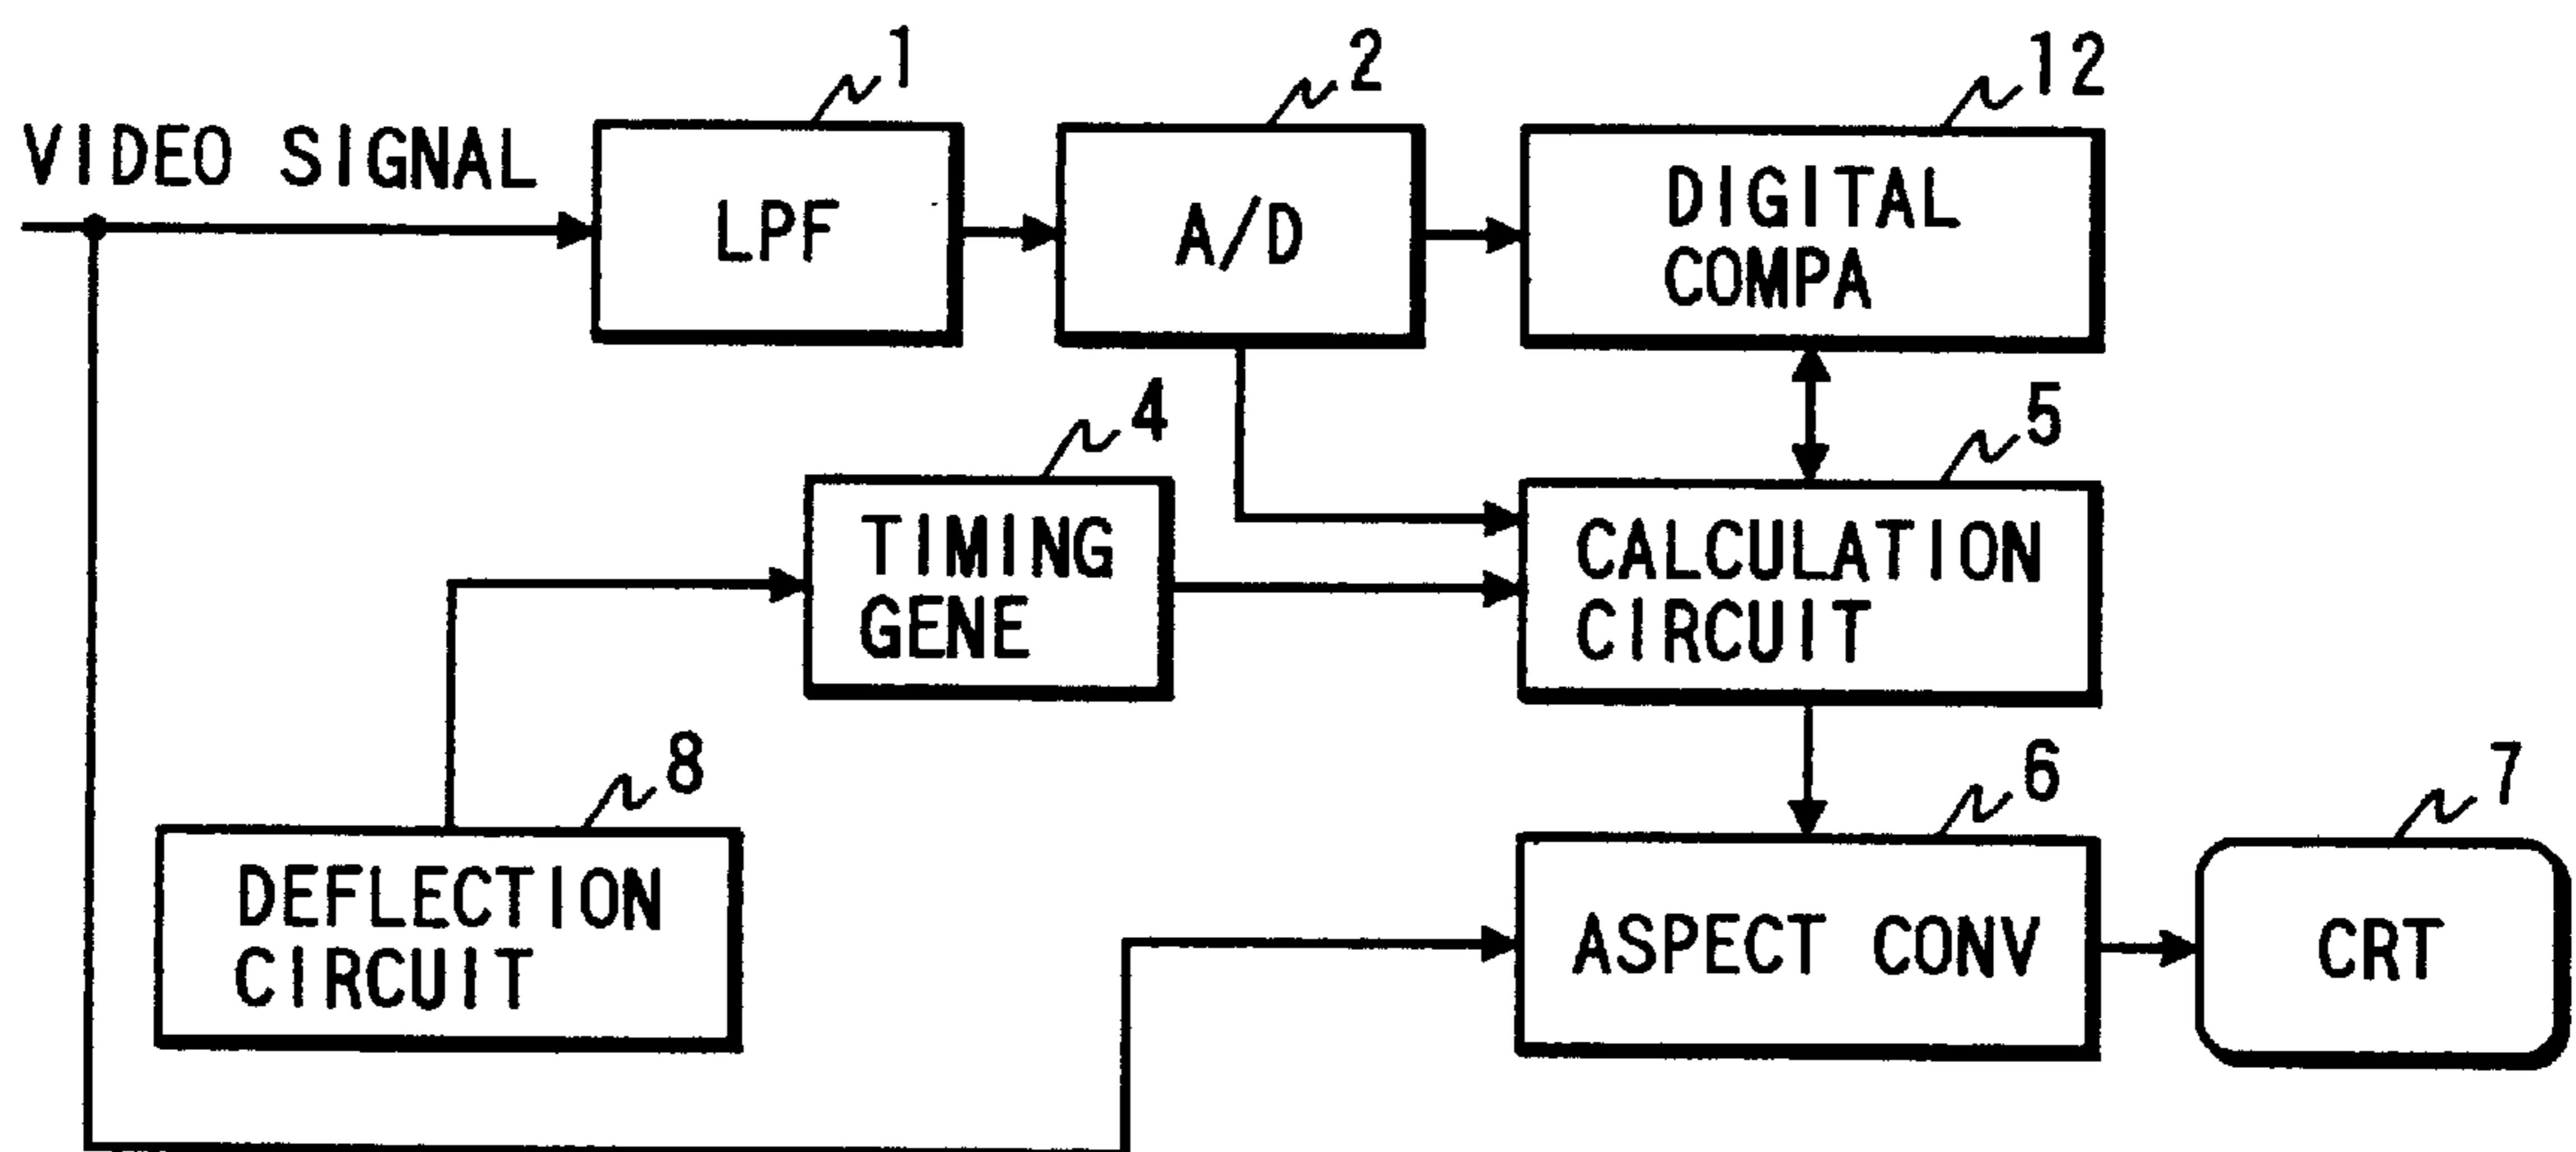 1
2
12
VIDEO SIGNAL
LPF
A/D
DIGITAL
COMPA
4
5
TIMING
GENE
CALCULATION
CIRCUIT
8
6
7
DEFLECTION
CIRCUIT
ASPECT CONV
CRT